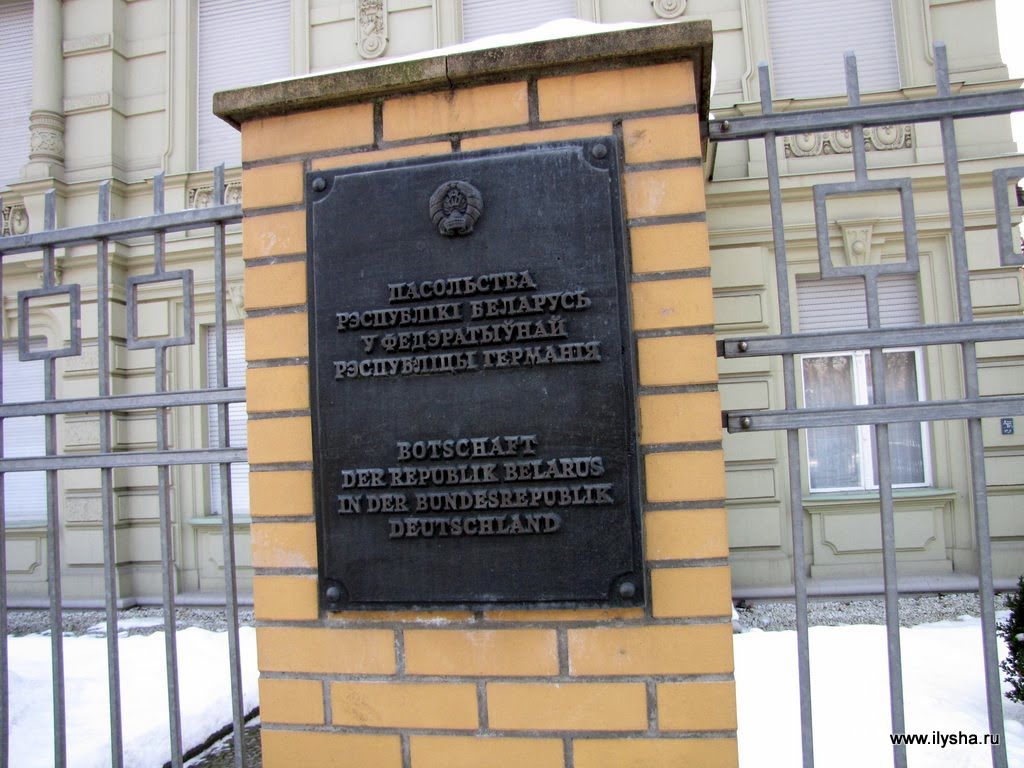 ПАСОЛЬСТВА
РЭСПУБЛІКІ БЕЛАРУСЬ
У ФЕДЭРАТЫЎНАЙ
РЭСПУБЛІЦЫ ГЕРМАНІЯ
BOTSCHAFT
DER REPUBLIK BELARUS
IN DER BUNDESREPUBLIK
DEUTSCHLAND
www.ilysha.ru